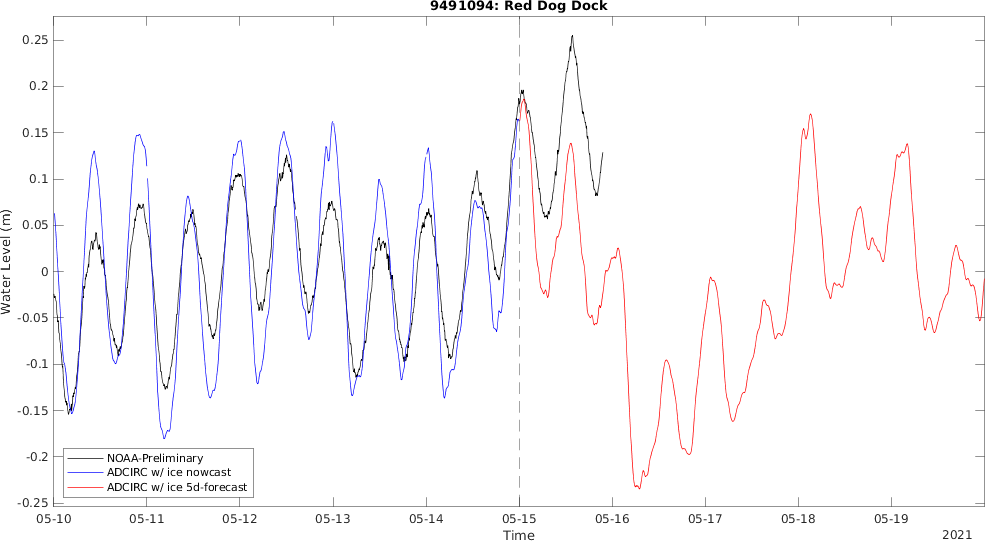 9491094: Red Dog Dock
Water Level (m)
0.25
0.2
0.15
0.1
0.05
0
-0.05
-0.1
-0.15
-0.2
-0.25
NOAA-Preliminary
ADCIRC w/ ice nowcast
ADCIRC w/ ice 5d-forecast
05-10 05-11 05-12 05-13 05-14 05-15 05-16 05-17 05-18 05-19
Time
2021